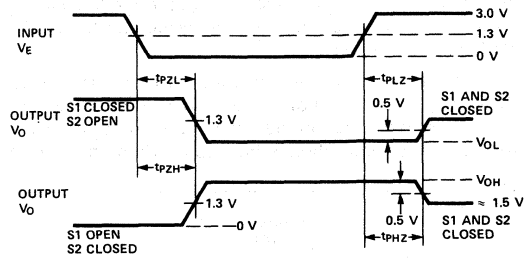 INPUT
VE
3.0 V
1.3 V
0 V
tPZL
tPLZ
S1 CLOSED
S2 OPEN
OUTPUT
VO
1.3 V
0.5 V
S1 AND S2
CLOSED
VOL
tPZH
OUTPUT
VO
1.3 V
0 V
S1 OPEN
S2 CLOSED
VOH
0.5 V
≈ 1.5 V
S1 AND S2
CLOSED
tPHZ